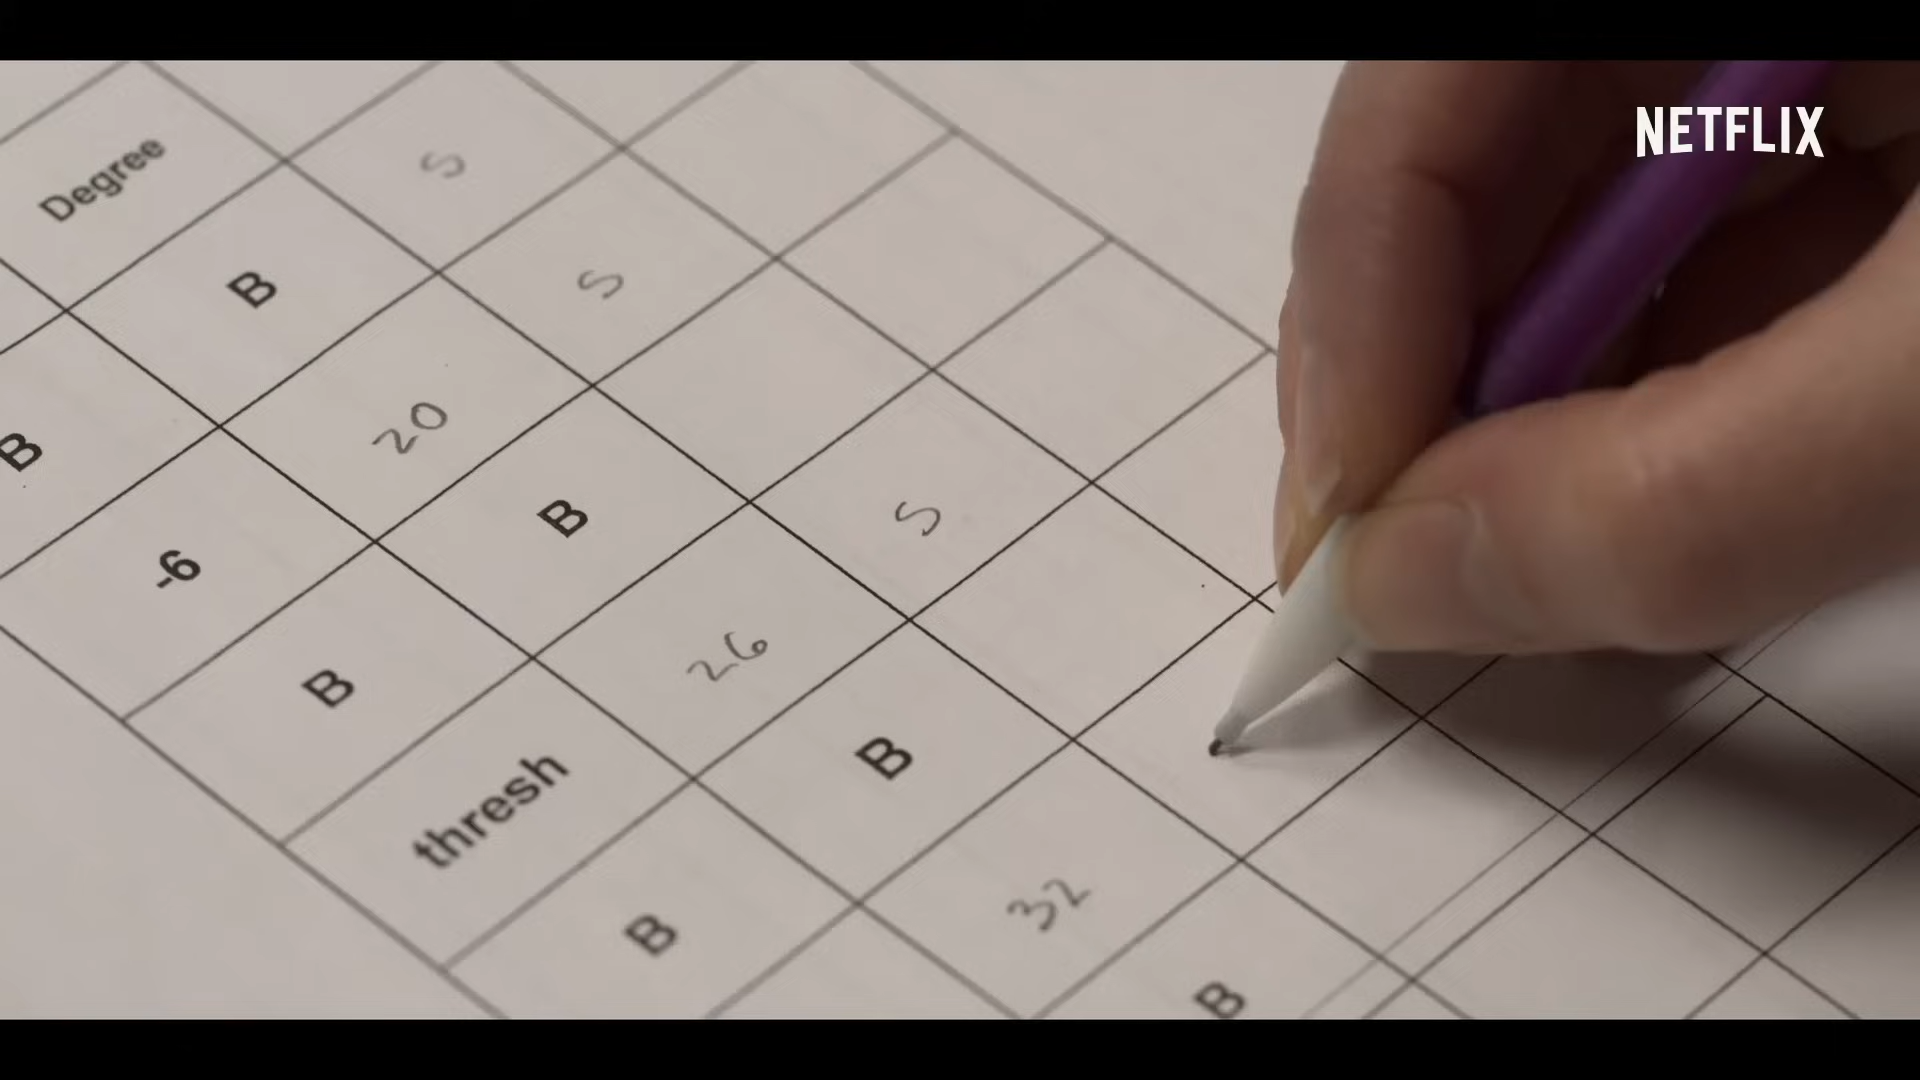 NETFLIX
Degree
B B S
-6 20 S
B B
thresh 26 S
B B
32
B